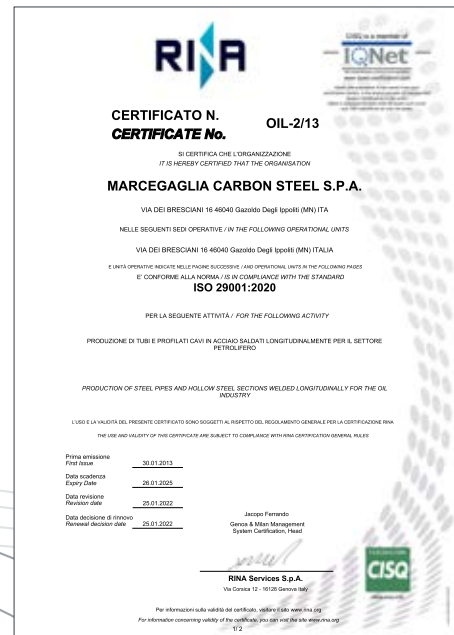 RINA
CISQ is a member of
IQNet
CERTIFICATO N.
CERTIFICATE No.
OIL-2/13
SI CERTIFICA CHE L'ORGANIZZAZIONE
IT IS HEREBY CERTIFIED THAT THE ORGANISATION
MARCEGAGLIA CARBON STEEL S.P.A.
VIA DEI BRESCIANI 16 46040 Gazoldo Degli Ippoliti (MN) ITA
NELLE SEGUENTI SEDI OPERATIVE / IN THE FOLLOWING OPERATIONAL UNITS
VIA DEI BRESCIANI 16 46040 Gazoldo Degli Ippoliti (MN) ITALIA
E UNITÀ OPERATIVE INDICATE NELLE PAGINE SUCCESSIVE / AND OPERATIONAL UNITS IN THE FOLLOWING PAGES
E' CONFORME ALLA NORMA / IS IN COMPLIANCE WITH THE STANDARD
ISO 29001:2020
PER LA SEGUENTE ATTIVITÀ / FOR THE FOLLOWING ACTIVITY
PRODUZIONE DI TUBI E PROFILATI CAVI IN ACCIAIO SALDATI LONGITUDINALMENTE PER IL SETTORE
PETROLIFERO
PRODUCTION OF STEEL PIPES AND HOLLOW STEEL SECTIONS WELDED LONGITUDINALLY FOR THE OIL
INDUSTRY
L'USO E LA VALIDITÀ DEL PRESENTE CERTIFICATO SONO SOGGETTI AL RISPETTO DEL REGOLAMENTO GENERALE PER LA CERTIFICAZIONE RINA
THE USE AND VALIDITY OF THIS CERTIFICATE ARE SUBJECT TO COMPLIANCE WITH RINA CERTIFICATION GENERAL RULES
Prima emissione
First Issue 30.01.2013
Data scadenza
Expiry Date 26.01.2025
Data revisione
Revision date 25.01.2022
Data decisione di rinnovo
Renewal decision date 25.01.2022
Jacopo Ferrando
Genoa & Milan Management
System Certification, Head
RINA Services S.p.A.
Via Corsica 12 - 16128 Genova Italy
CISQ
Per informazioni sulla validità del certificato, visitare il sito www.rina.org
For information concerning validity of the certificate, you can visit the site www.rina.org
1/ 2